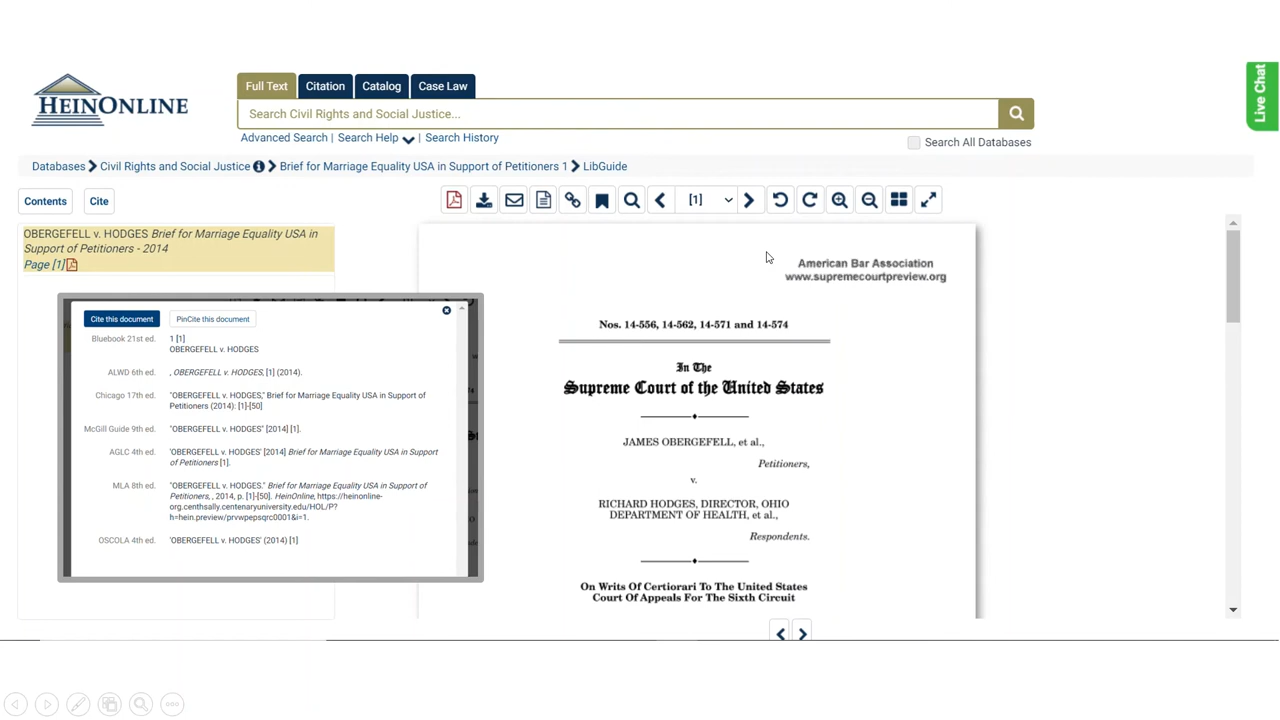 HEINONLINE
Full Text Citation Catalog Case Law
Search Civil Rights and Social Justice...
Advanced Search | Search Help | Search History
Search All Databases
Live Chat
Databases Civil Rights and Social Justice Brief for Marriage Equality USA in Support of Petitioners 1 LibGuide
Contents Cite
[1]
OBERGEFELL v. HODGES Brief for Marriage Equality USA in
Support of Petitioners - 2014
Page [1]
Cite this document PinCite this document
Bluebook 21st ed. 1 [1]
OBERGEFELL v. HODGES
ALWD 6th ed. , OBERGEFELL v. HODGES, [1] (2014).
Chicago 17th ed. "OBERGEFELL v. HODGES," Brief for Marriage Equality USA in Support of
Petitioners (2014): [1]-[50]
McGill Guide 9th ed. "OBERGEFELL v. HODGES" [2014] [1].
AGLC 4th ed. 'OBERGEFELL v. HODGES' [2014] Brief for Marriage Equality USA in Support
of Petitioners [1].
MLA 8th ed. "OBERGEFELL v. HODGES." Brief for Marriage Equality USA in Support of
Petitioners, , 2014, p. [1]-[50]. HeinOnline, https://heinonline-
org.centhsally.centenaryuniversity.edu/HOL/P?
h=hein.preview/prvwpepsqrc0001&i=1.
OSCOLA 4th ed. 'OBERGEFELL v. HODGES' (2014) [1]
American Bar Association
www.supremecourtpreview.org
Nos. 14-556, 14-562, 14-571 and 14-574
In The
Supreme Court of the United States
JAMES OBERGEFELL, et al.,
Petitioners,
v.
RICHARD HODGES, DIRECTOR, OHIO
DEPARTMENT OF HEALTH, et al.,
Respondents.
On Writs Of Certiorari To The United States
Court Of Appeals For The Sixth Circuit